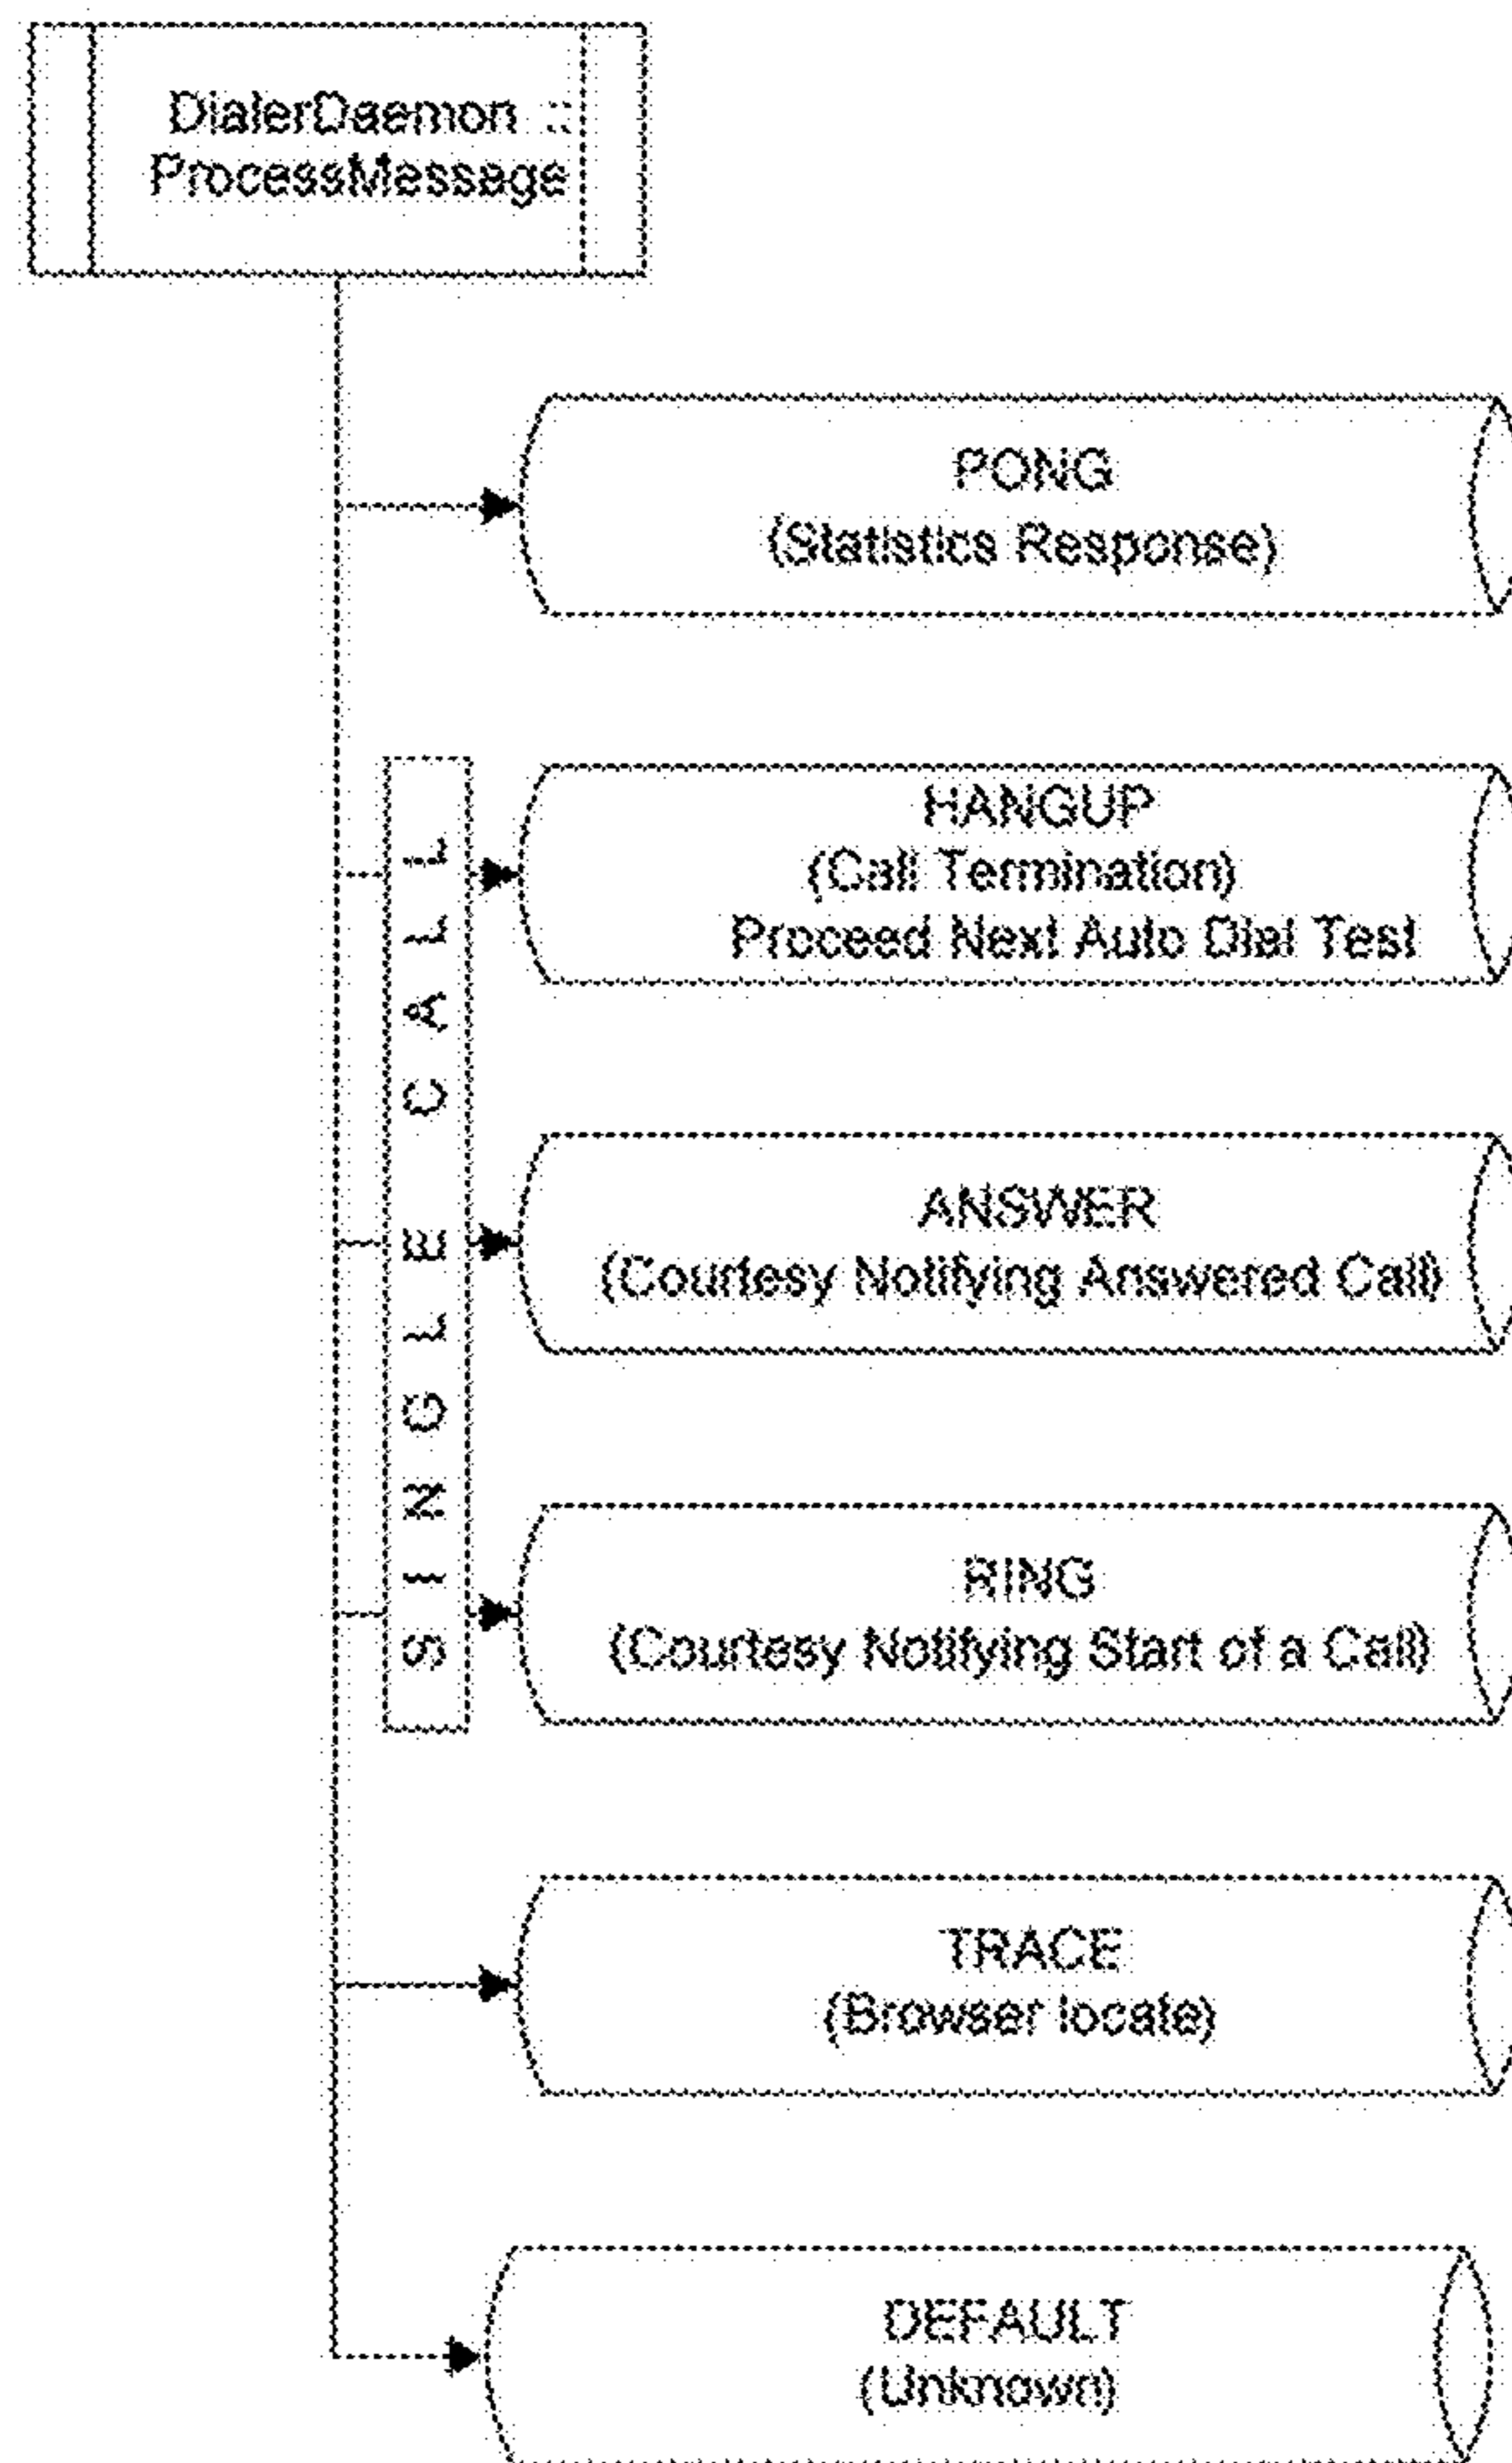 DialerDaemon ::
ProcessMessage
PONG
(Statistics Response)
SINGLE CALL
HANGUP
(Call Termination)
Proceed Next Auto Dial Test
ANSWER
(Courtesy Notifying Answered Call)
RING
(Courtesy Notifying Start of a Call)
TRACE
(Browser locate)
DEFAULT
(Unknown)